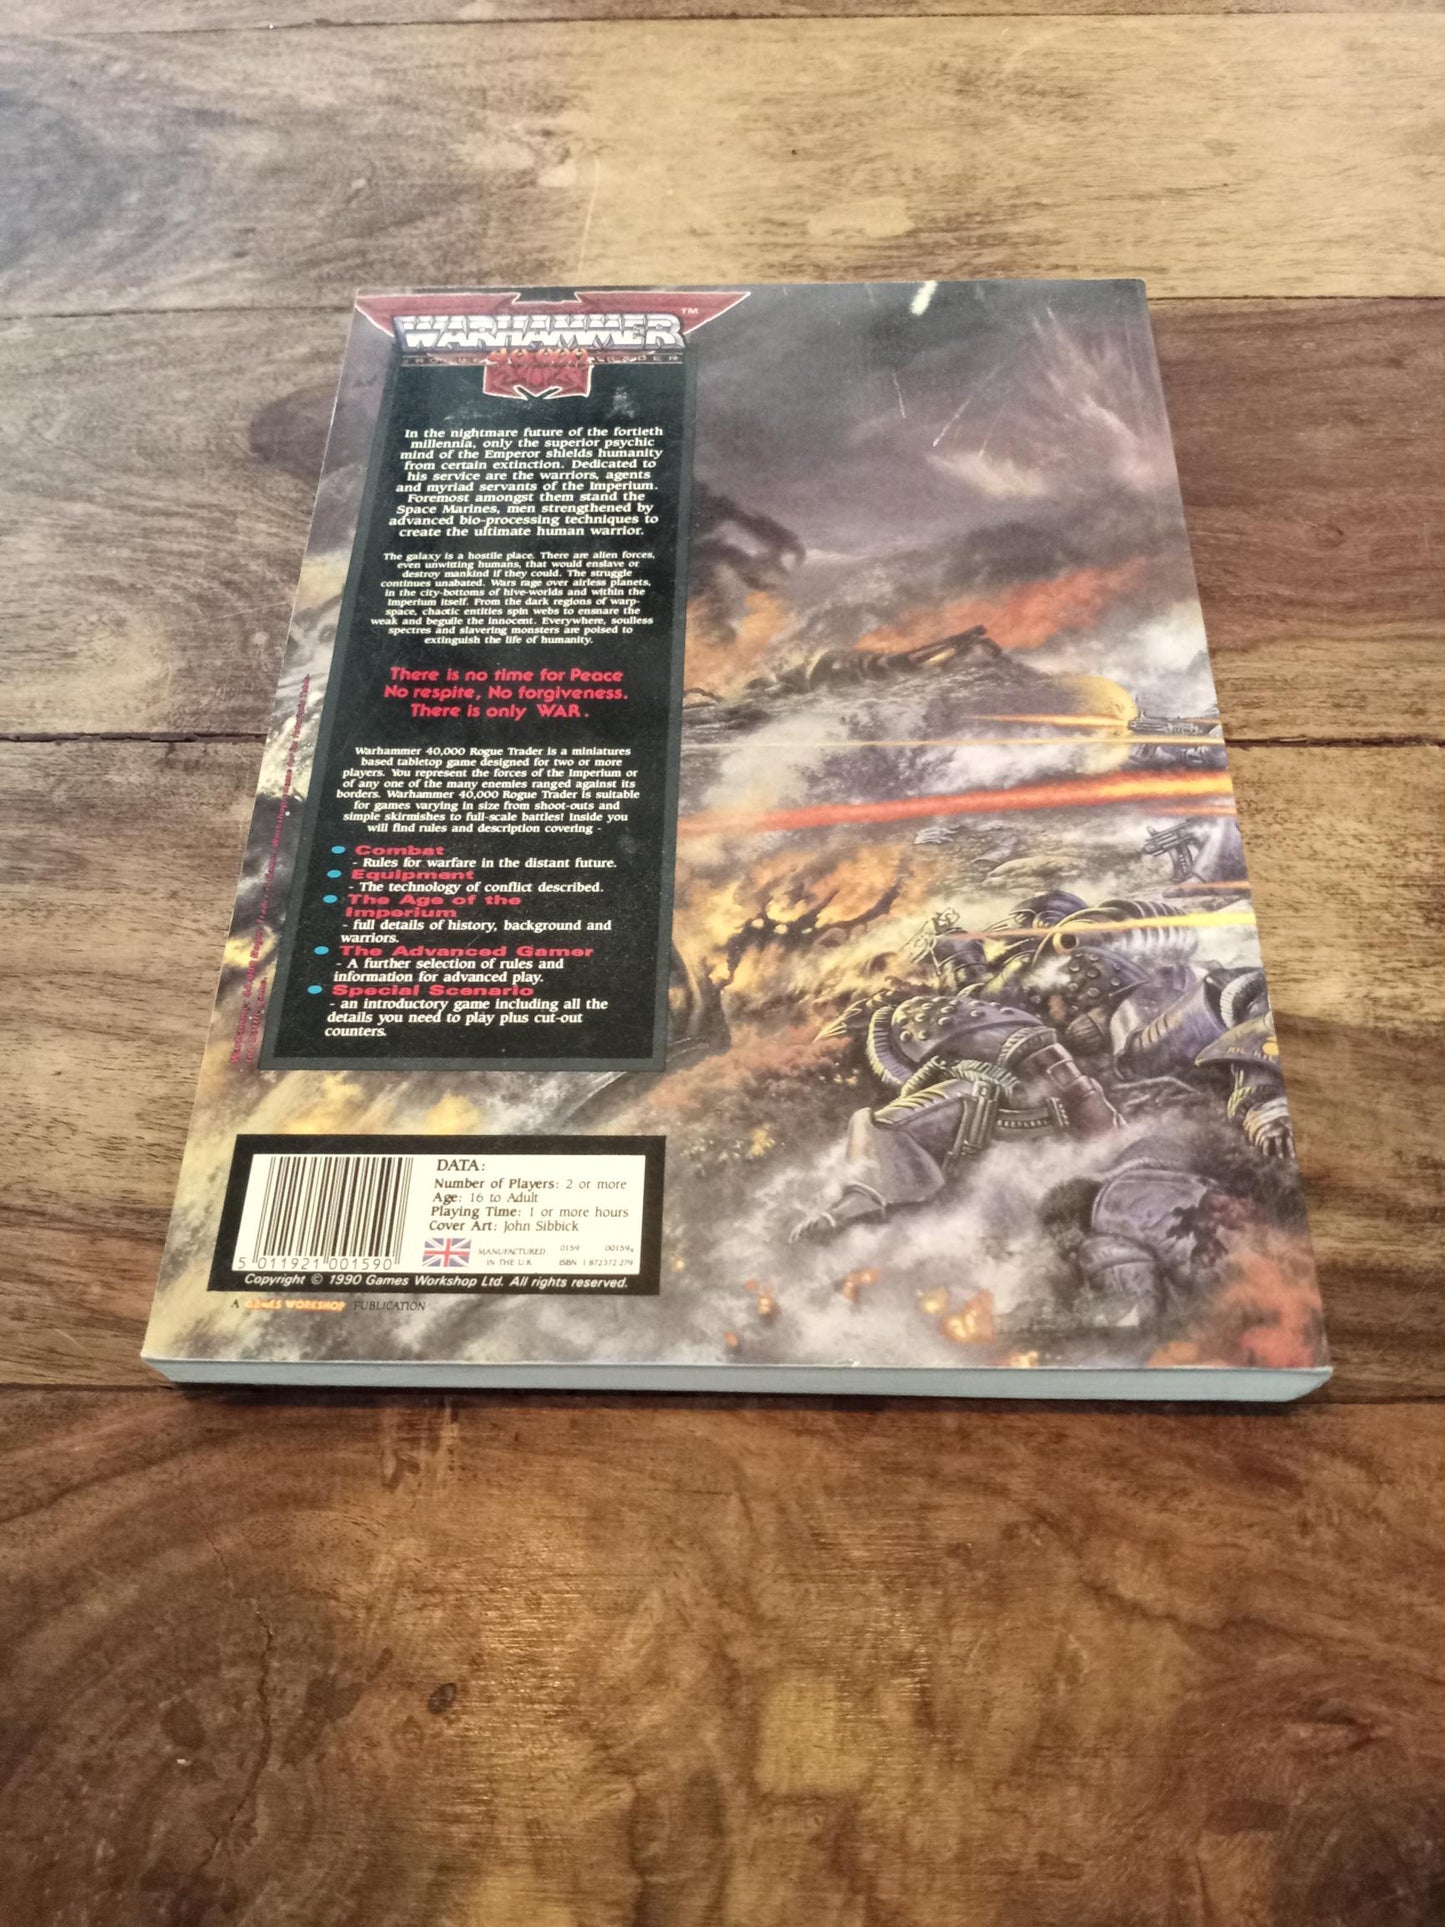 WARHAMMER TM
40,000
ROGUE TRADER
In the nightmare future of the fortieth
millennia, only the superior psychic
mind of the Emperor shields humanity
from certain extinction. Dedicated to
his service are the warriors, agents
and myriad servants of the Imperium.
Foremost amongst them stand the
Space Marines, men strengthened by
advanced bio-processing techniques to
create the ultimate human warrior.
The galaxy is a hostile place. There are alien forces,
even unwitting humans, that would enslave or
destroy mankind if they could. The struggle
continues unabated. Wars rage over airless planets,
in the city-bottoms of hive-worlds and within the
Imperium itself. From the dark regions of warp-
space, chaotic entities spin webs to ensnare the
weak and beguile the innocent. Everywhere, soulless
spectres and slavering monsters are poised to
extinguish the life of humanity.
There is no time for Peace
No respite, No forgiveness.
There is only WAR.
Warhammer 40,000 Rogue Trader is a miniatures
based tabletop game designed for two or more
players. You represent the forces of the Imperium or
of any one of the many enemies ranged against its
borders. Warhammer 40,000 Rogue Trader is suitable
for games varying in size from shoot-outs and
simple skirmishes to full-scale battles! Inside you
will find rules and description covering -
● Combat
- Rules for warfare in the distant future.
● Equipment
- The technology of conflict described.
● The Age of the
Imperium
- full details of history, background and
warriors.
● The Advanced Gamer
- A further selection of rules and
information for advanced play.
● Special Scenario
- an introductory game including all the
details you need to play plus cut-out
counters.
DATA:
Number of Players: 2 or more
Age: 16 to Adult
Playing Time: 1 or more hours
Cover Art: John Sibbick
MANUFACTURED
IN THE U K
0159 00159
ISBN 1 872372 279
5 011921 001590
Copyright © 1990 Games Workshop Ltd. All rights reserved.
A GAMES WORKSHOP PUBLICATION